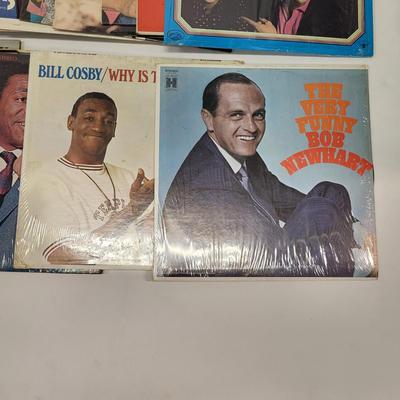 BILL COSBY/WHY IS T
THE
VERY
FUNNY
BOB
NEWHART
H